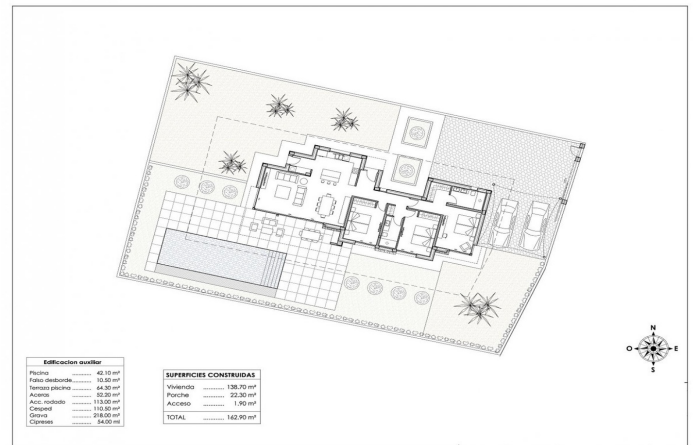 N
O
E
S
Edificacion auxiliar
Piscina ............ 42.10 m²
Falso desborde............ 10.50 m²
Terraza piscina ............ 64.30 m²
Aceras ............ 52.20 m²
Acc. rodado ............ 113.00 m²
Cesped ............ 110.50 m²
Grava ............ 218.00 m²
Cipreses ............ 54.00 ml
SUPERFICIES CONSTRUIDAS
Vivienda ............ 138.70 m²
Porche ............ 22.30 m²
Acceso ............ 1.90 m²
TOTAL ............ 162.90 m²